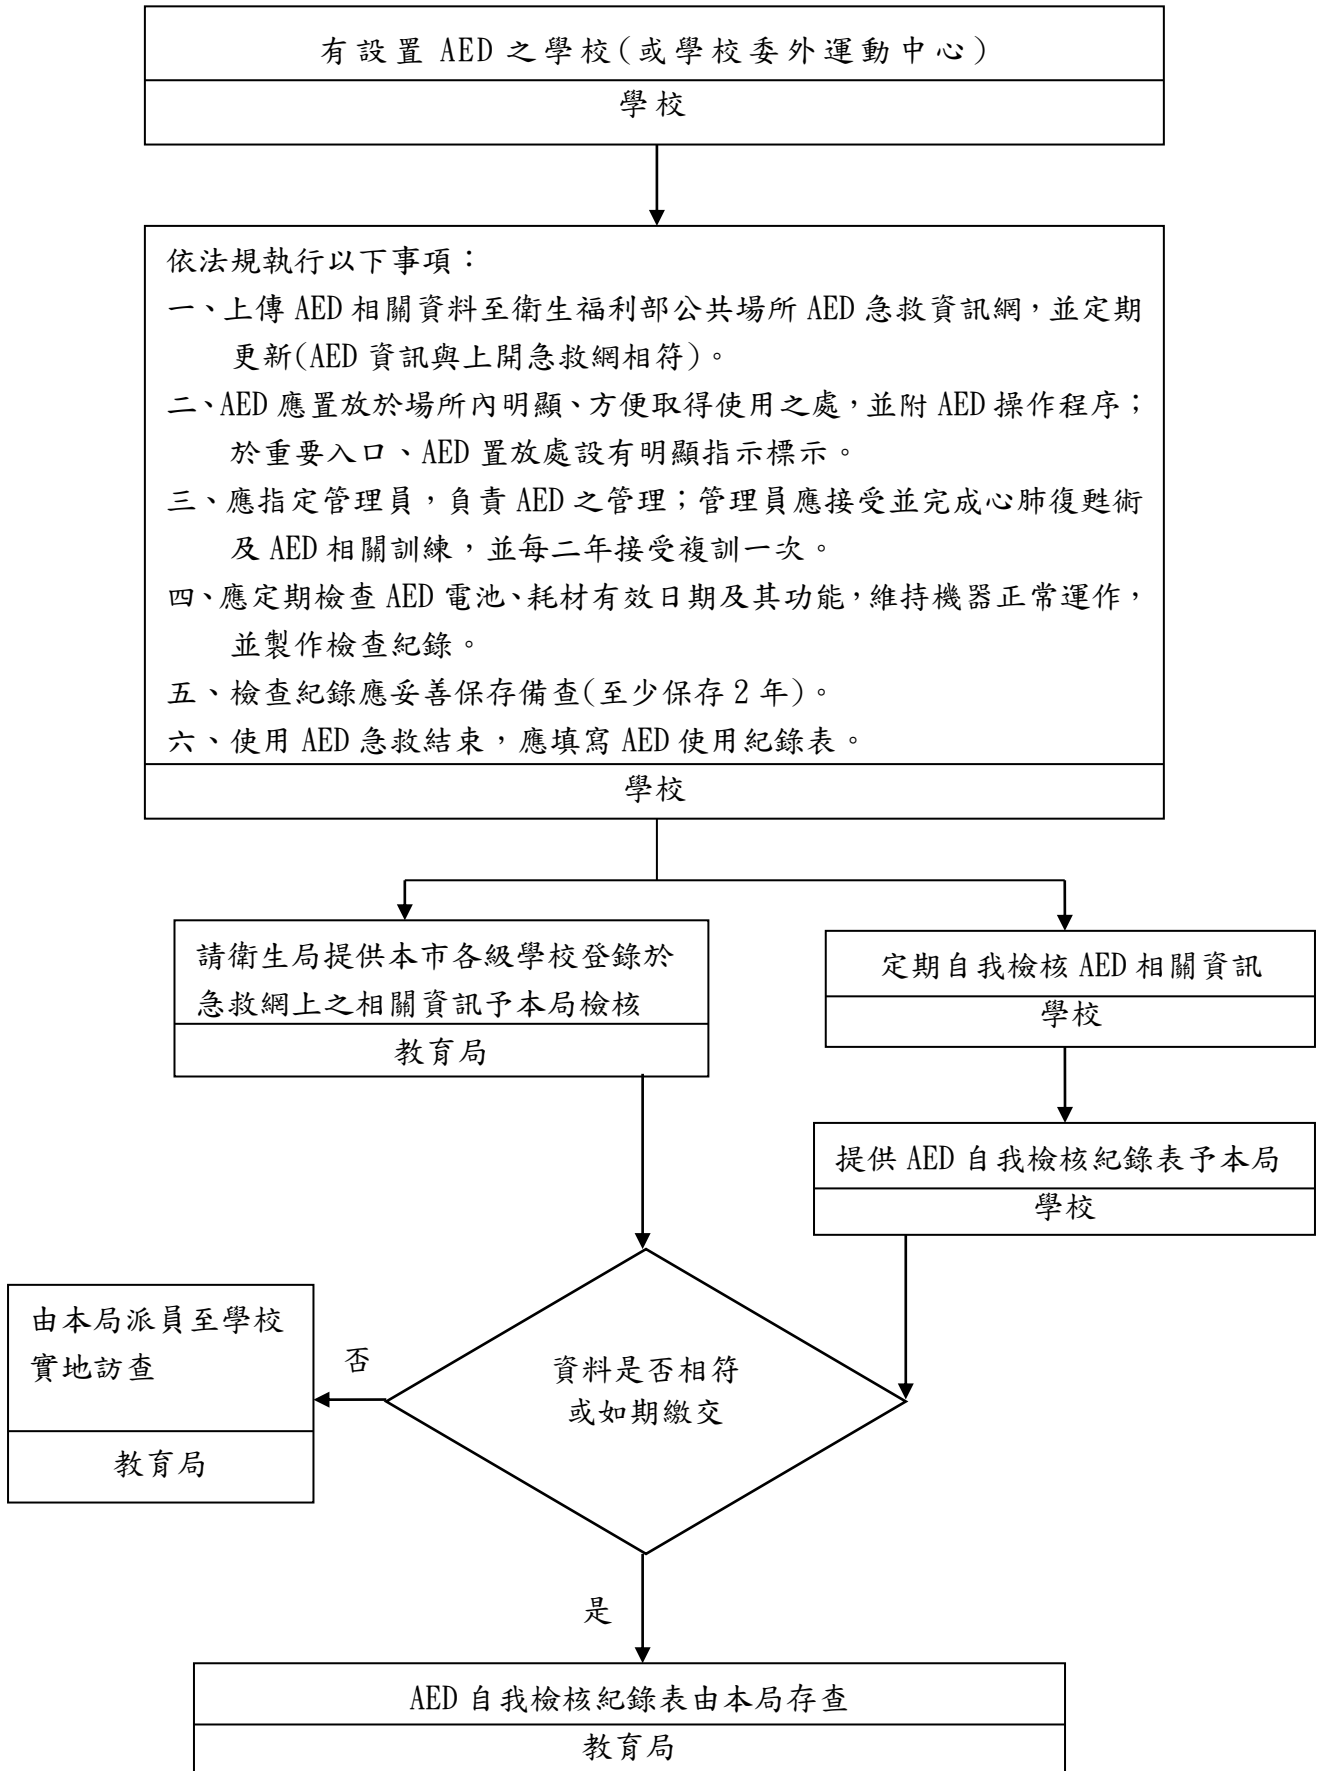 有設置 AED 之學校(或學校委外運動中心)
學校
依法規執行以下事項：
一、上傳 AED 相關資料至衛生福利部公共場所 AED 急救資訊網，並定期
更新(AED 資訊與上開急救網相符)。
二、AED 應置放於場所內明顯、方便取得使用之處，並附 AED 操作程序；
於重要入口、AED 置放處設有明顯指示標示。
三、應指定管理員，負責 AED 之管理；管理員應接受並完成心肺復甦術
及 AED 相關訓練，並每二年接受複訓一次。
四、應定期檢查 AED 電池、耗材有效日期及其功能，維持機器正常運作，
並製作檢查紀錄。
五、檢查紀錄應妥善保存備查(至少保存 2 年)。
六、使用 AED 急救結束，應填寫 AED 使用紀錄表。
學校
請衛生局提供本市各級學校登錄於
急救網上之相關資訊予本局檢核
教育局
定期自我檢核 AED 相關資訊
學校
提供 AED 自我檢核紀錄表予本局
學校
資料是否相符
或如期繳交
否
由本局派員至學校
實地訪查
教育局
是
AED 自我檢核紀錄表由本局存查
教育局